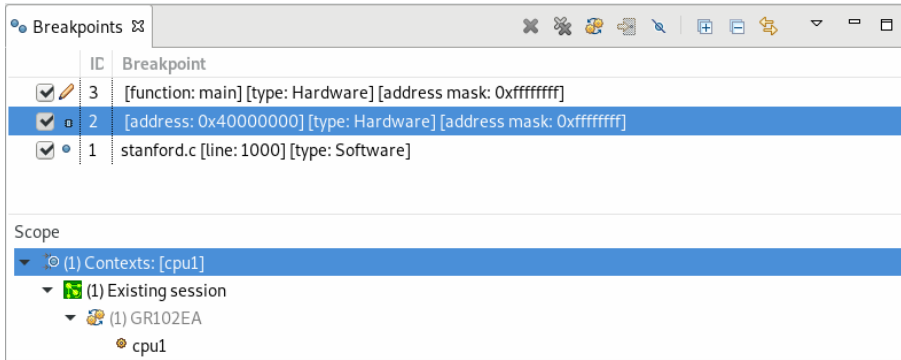 Breakpoints
ID Breakpoint
3 [function: main] [type: Hardware] [address mask: 0xffffffff]
2 [address: 0x40000000] [type: Hardware] [address mask: 0xffffffff]
1 stanford.c [line: 1000] [type: Software]
Scope
(1) Contexts: [cpu1]
(1) Existing session
(1) GR102EA
cpu1